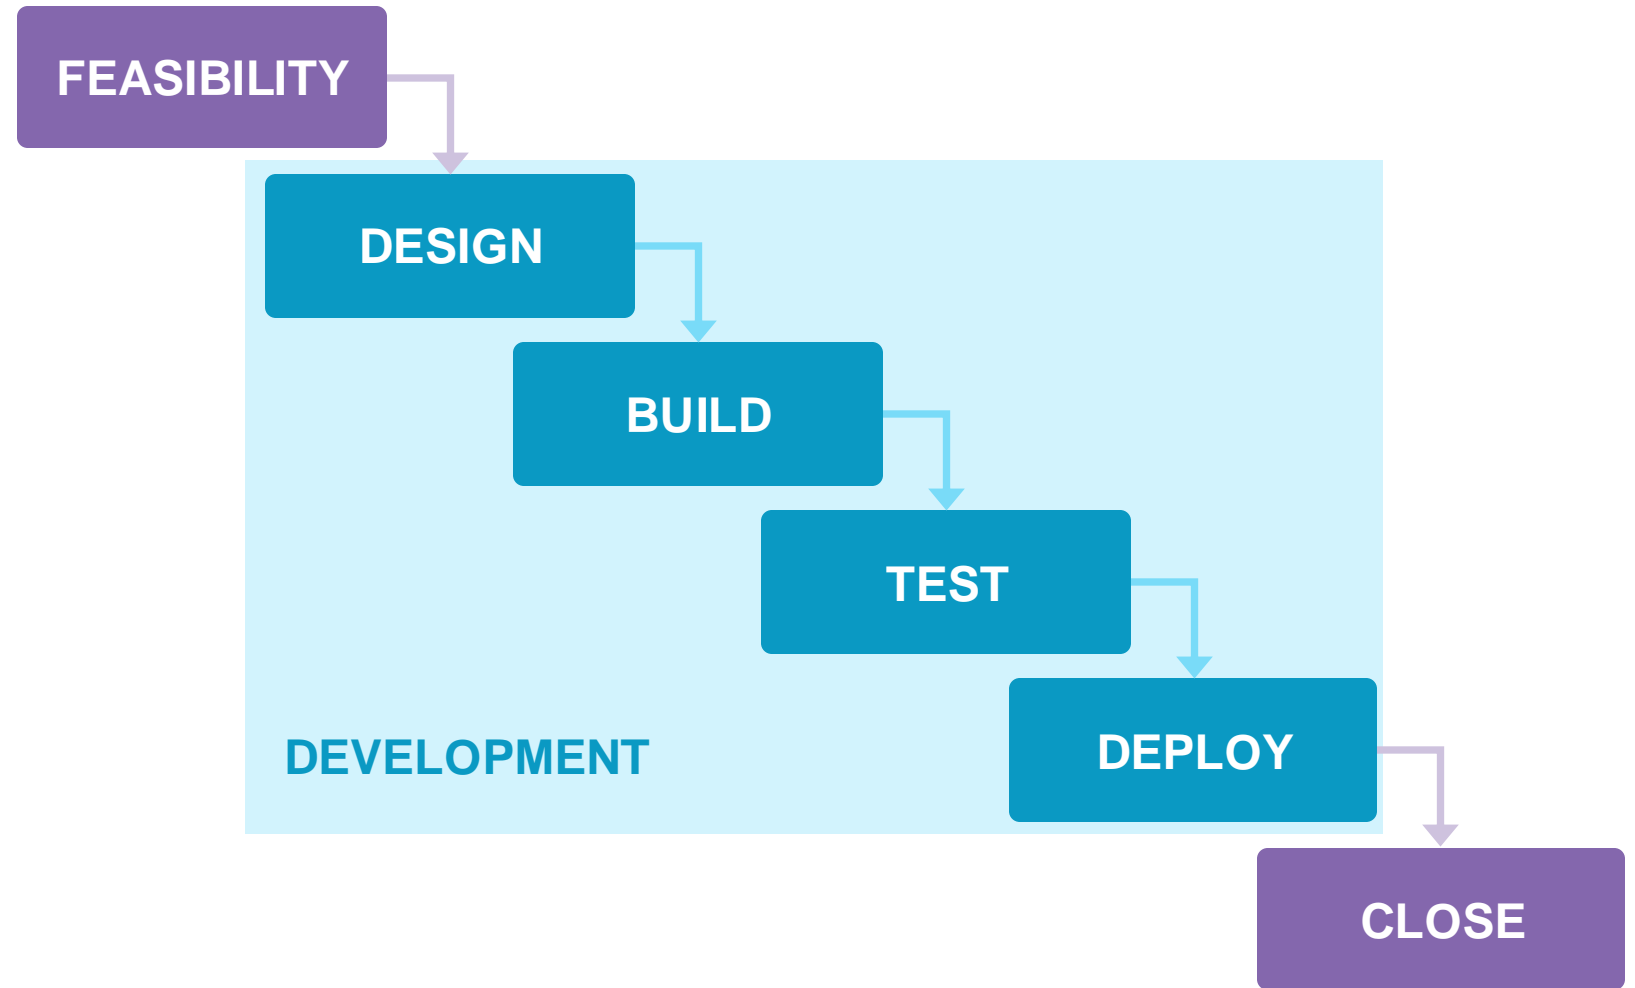 FEASIBILITY
DESIGN
BUILD
TEST
DEVELOPMENT
DEPLOY
CLOSE